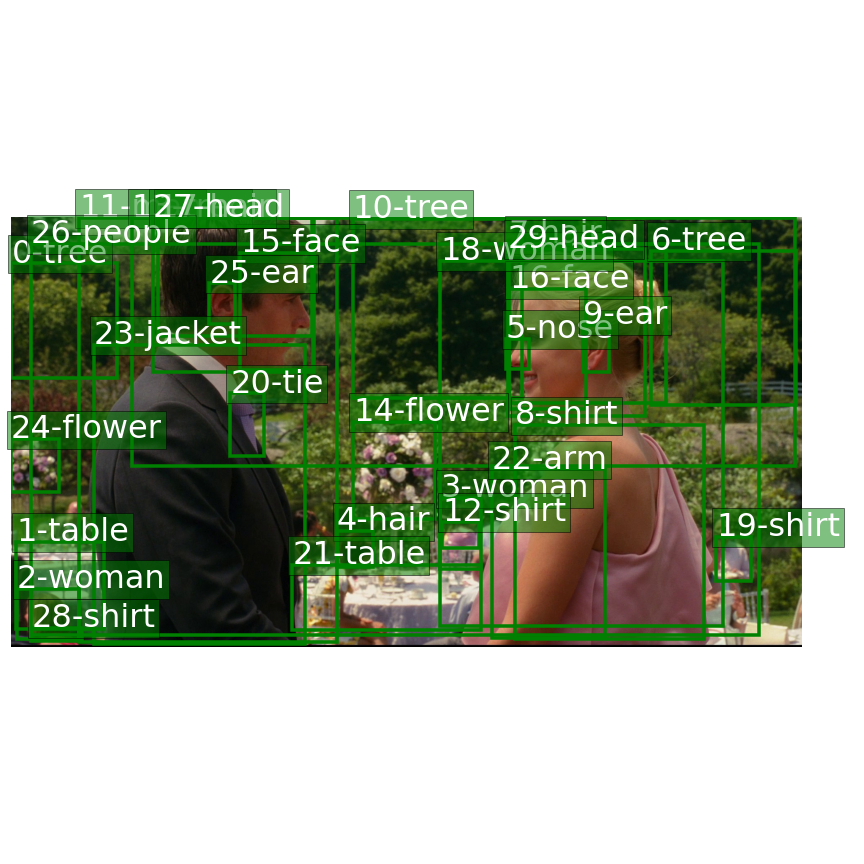 11-
27-head
10-tree
26-people
0-tree
15-face
18-woman
29-head
6-tree
25-ear
16-face
9-ear
5-nose
23-jacket
20-tie
24-flower
14-flower
8-shirt
22-arm
3-woman
12-shirt
4-hair
19-shirt
1-table
21-table
2-woman
28-shirt
7-hair